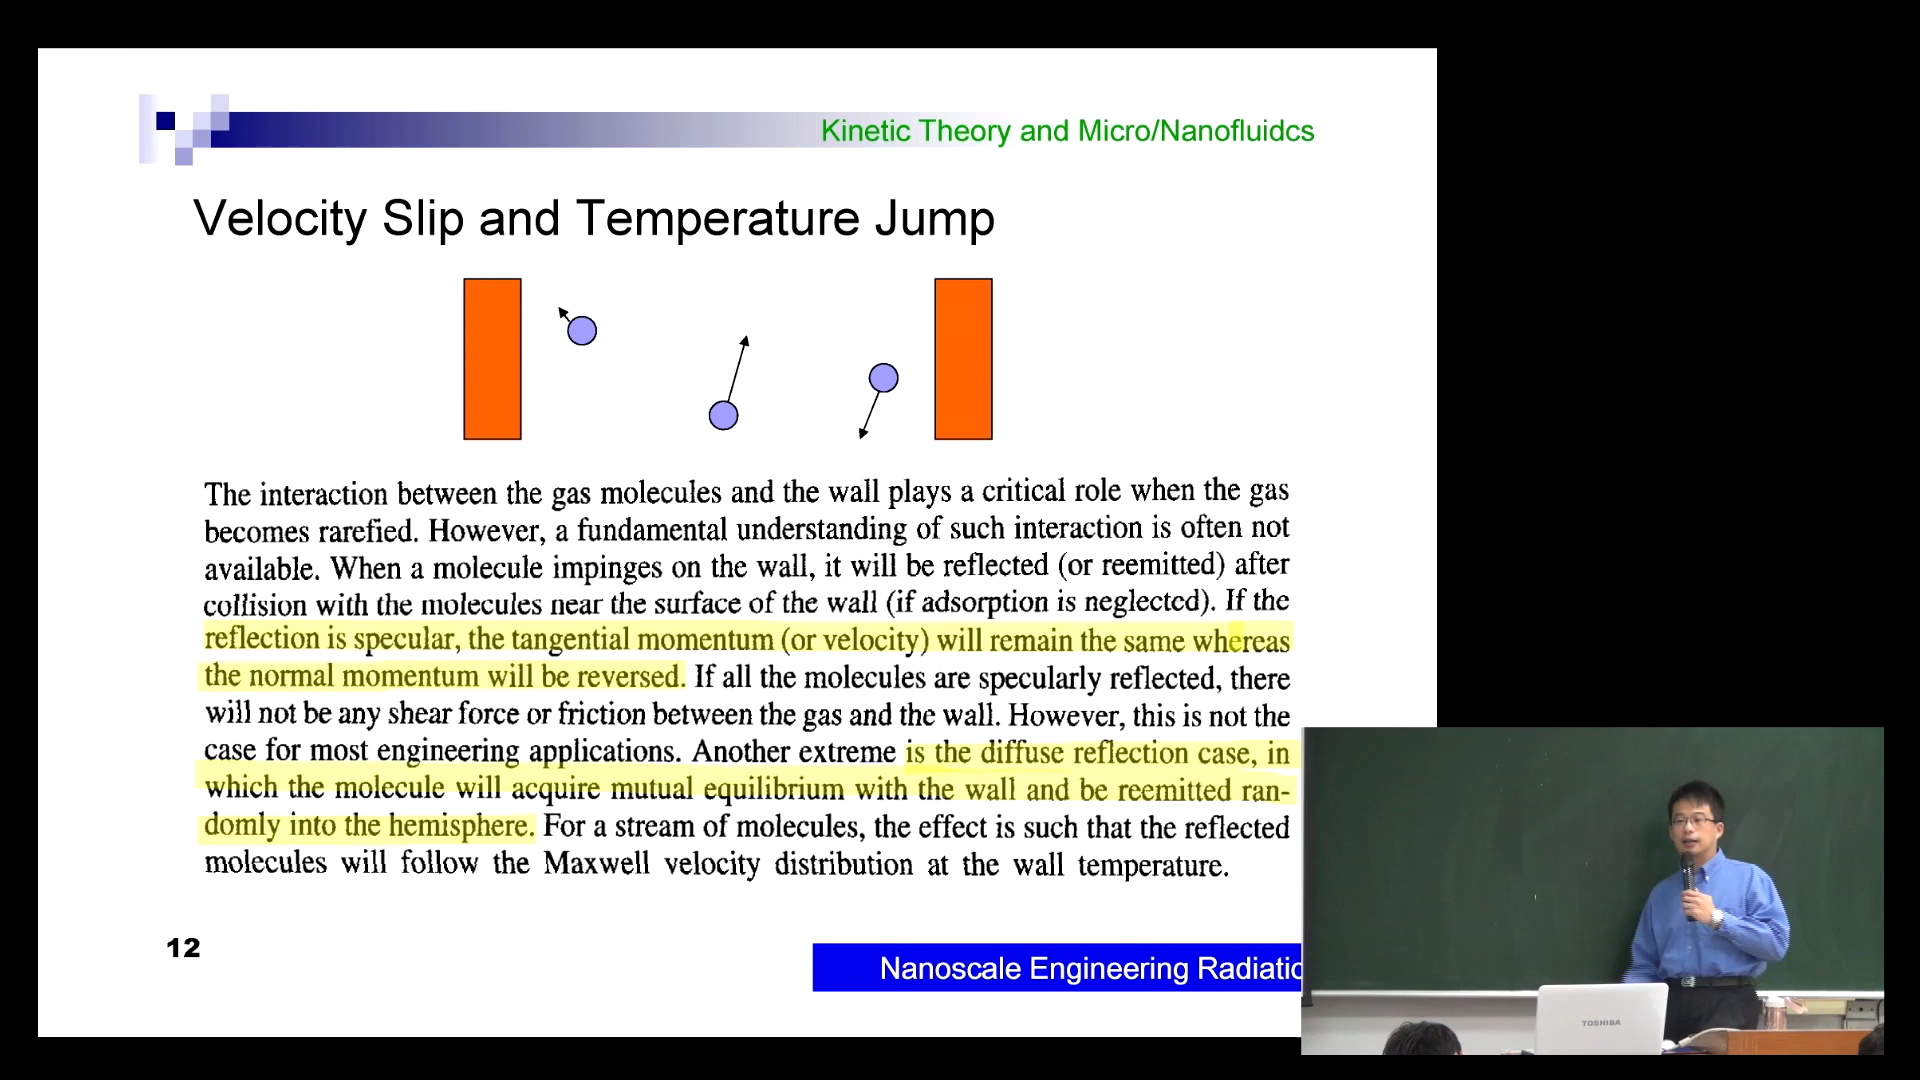 Kinetic Theory and Micro/Nanofluidcs
Velocity Slip and Temperature Jump
The interaction between the gas molecules and the wall plays a critical role when the gas
becomes rarefied. However, a fundamental understanding of such interaction is often not
available. When a molecule impinges on the wall, it will be reflected (or reemitted) after
collision with the molecules near the surface of the wall (if adsorption is neglected). If the
reflection is specular, the tangential momentum (or velocity) will remain the same whereas
the normal momentum will be reversed. If all the molecules are specularly reflected, there
will not be any shear force or friction between the gas and the wall. However, this is not the
case for most engineering applications. Another extreme is the diffuse reflection case, in
which the molecule will acquire mutual equilibrium with the wall and be reemitted ran-
domly into the hemisphere. For a stream of molecules, the effect is such that the reflected
molecules will follow the Maxwell velocity distribution at the wall temperature.
12
Nanoscale Engineering Radiatio
TOSHIBA